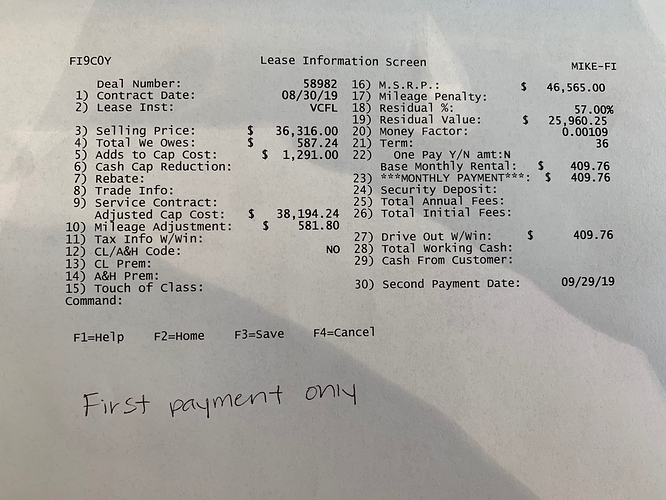 FI9C0Y Lease Information Screen MIKE-FI
Deal Number: 58982
1) Contract Date: 08/30/19
2) Lease Inst: VCFL
3) Selling Price: $ 36,316.00
4) Total We Owes: $ 587.24
5) Adds to Cap Cost: $ 1,291.00
6) Cash Cap Reduction:
7) Rebate:
8) Trade Info:
9) Service Contract:
Adjusted Cap Cost: $ 38,194.24
10) Mileage Adjustment: $ 581.80
11) Tax Info W/Win:
12) CL/A&H Code: NO
13) CL Prem:
14) A&H Prem:
15) Touch of Class:
Command:
16) M.S.R.P.: $ 46,565.00
17) Mileage Penalty:
18) Residual %: 57.00%
19) Residual Value: $ 25,960.25
20) Money Factor: 0.00109
21) Term: 36
22) One Pay Y/N amt:N
Base Monthly Rental: $ 409.76
23) ***MONTHLY PAYMENT***: $ 409.76
24) Security Deposit:
25) Total Annual Fees:
26) Total Initial Fees:
27) Drive Out W/Win: $ 409.76
28) Total Working Cash:
29) Cash From Customer:
30) Second Payment Date: 09/29/19
F1=Help F2=Home F3=Save F4=Cancel
First payment only